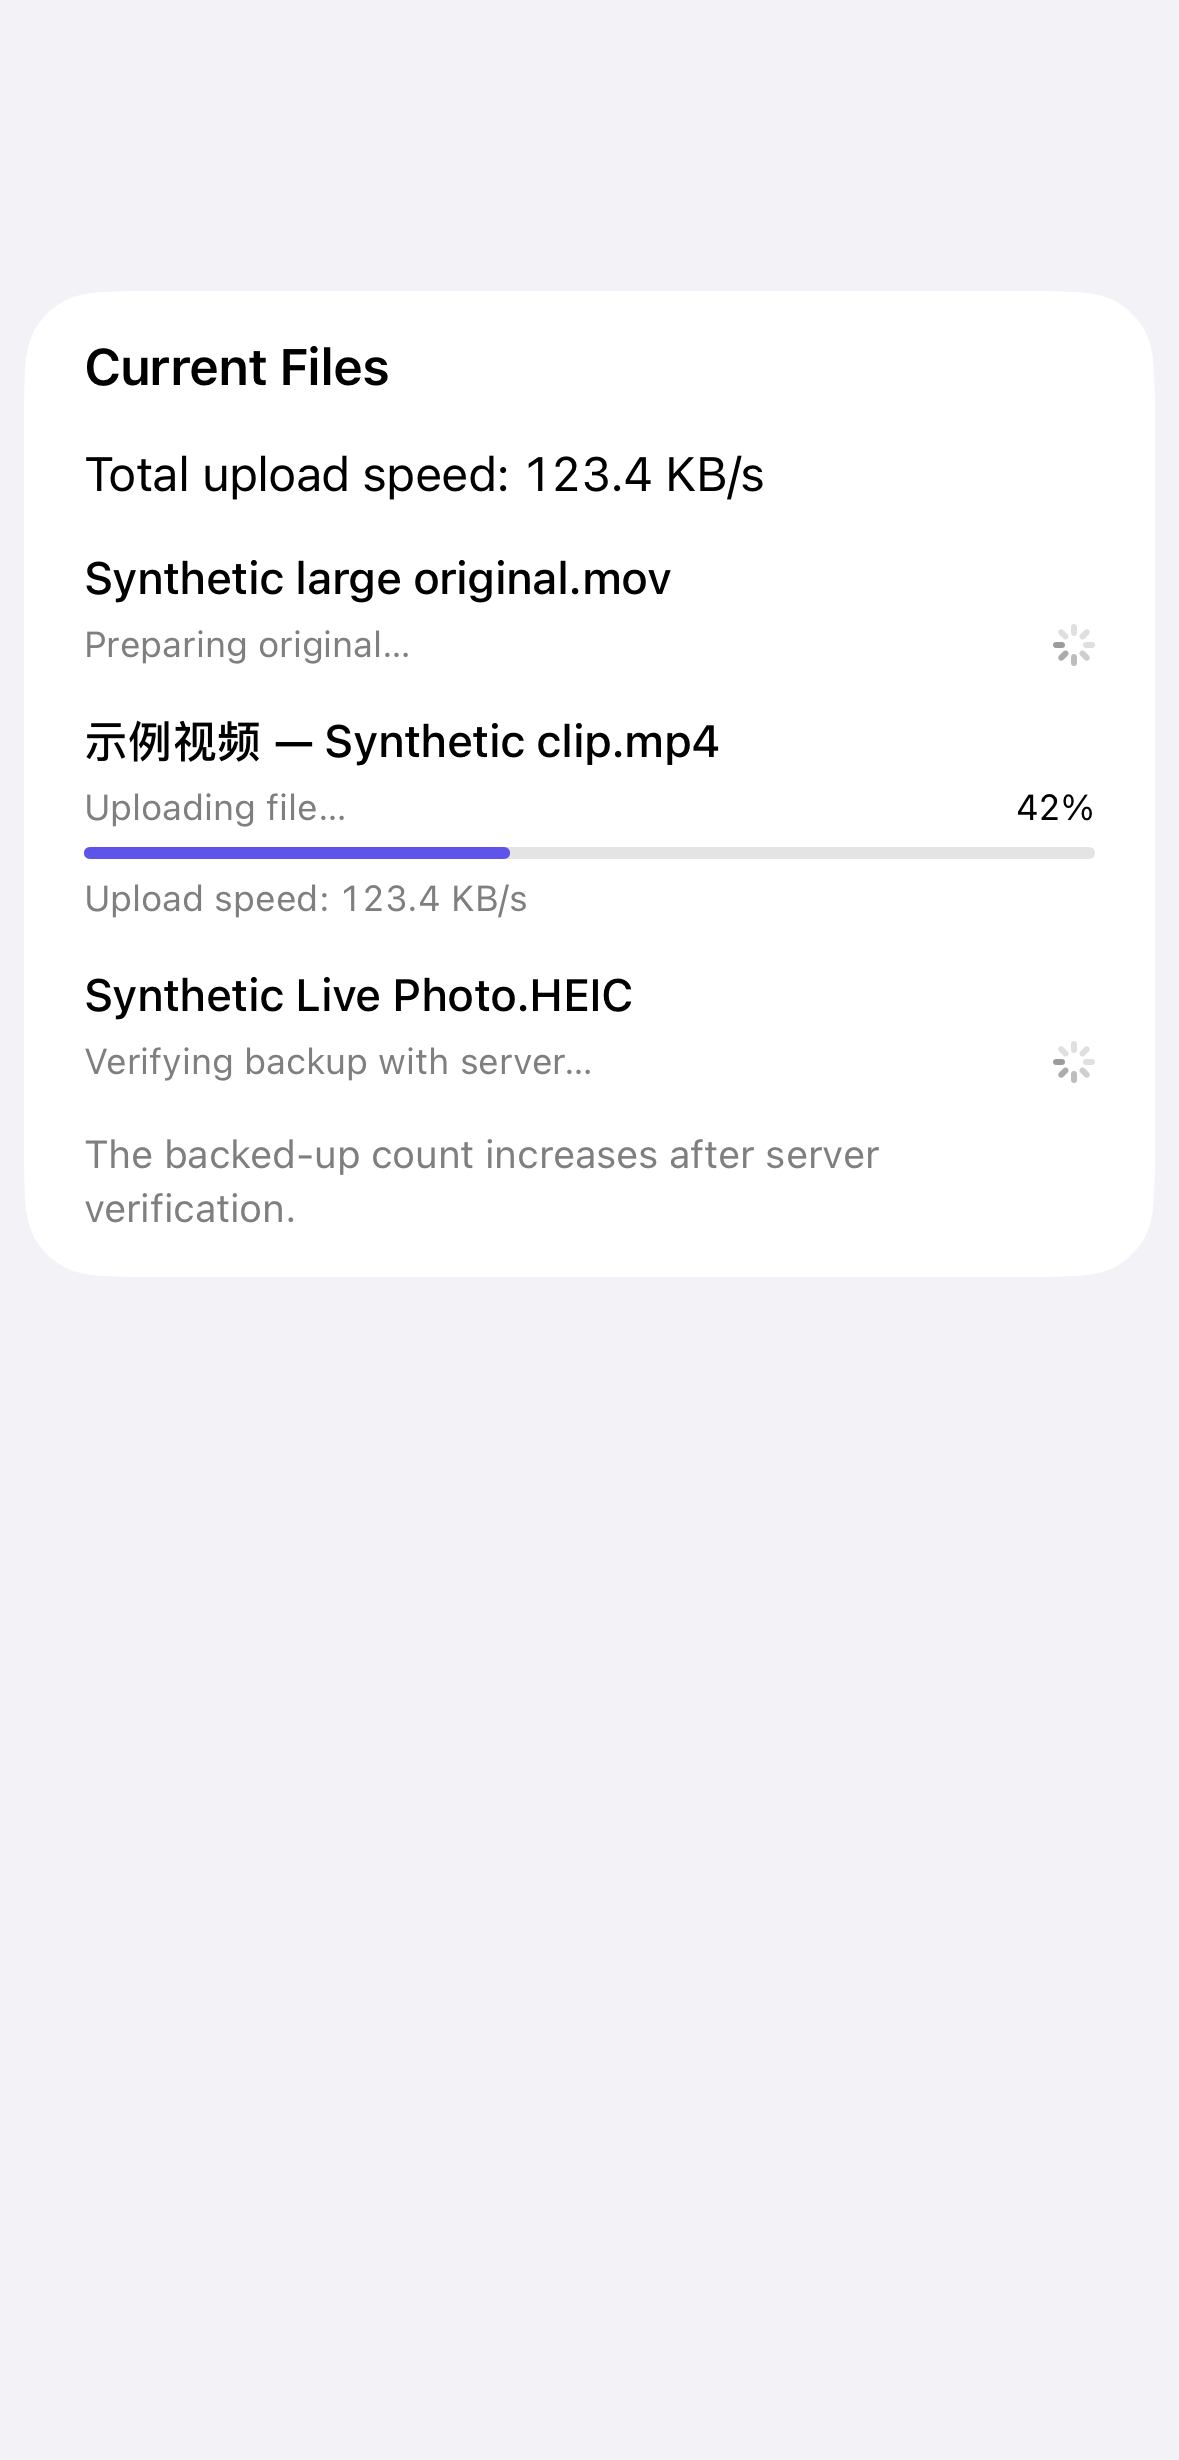 Current Files
Total upload speed: 123.4 KB/s
Synthetic large original.mov
Preparing original…
示例视频 — Synthetic clip.mp4
Uploading file…
42%
Upload speed: 123.4 KB/s
Synthetic Live Photo.HEIC
Verifying backup with server…
The backed-up count increases after server
verification.